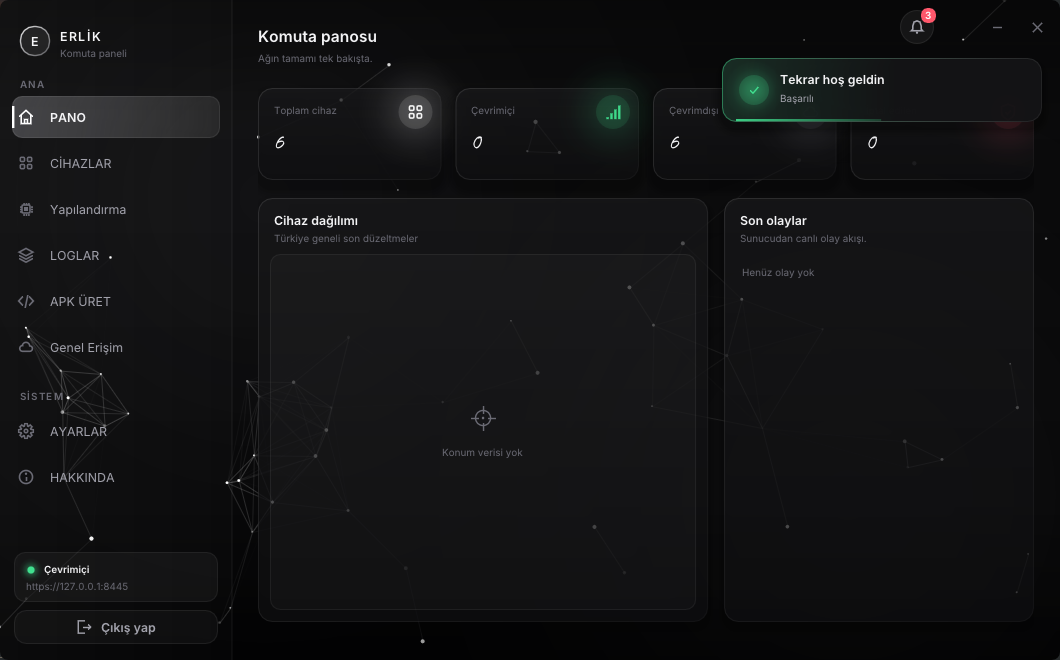 E
ERLİK
Komuta paneli
ANA
PANO
CİHAZLAR
Yapılandırma
LOGLAR
APK ÜRET
Genel Erişim
SİSTEM
AYARLAR
HAKKINDA
Çevrimiçi
https://127.0.0.1:8445
Çıkış yap
Komuta panosu
Ağın tamamı tek bakışta.
3
Tekrar hoş geldin
Başarılı
Toplam cihaz
6
Çevrimiçi
0
Çevrimdışı
6
0
Cihaz dağılımı
Türkiye geneli son düzeltmeler
Konum verisi yok
Son olaylar
Sunucudan canlı olay akışı.
Henüz olay yok